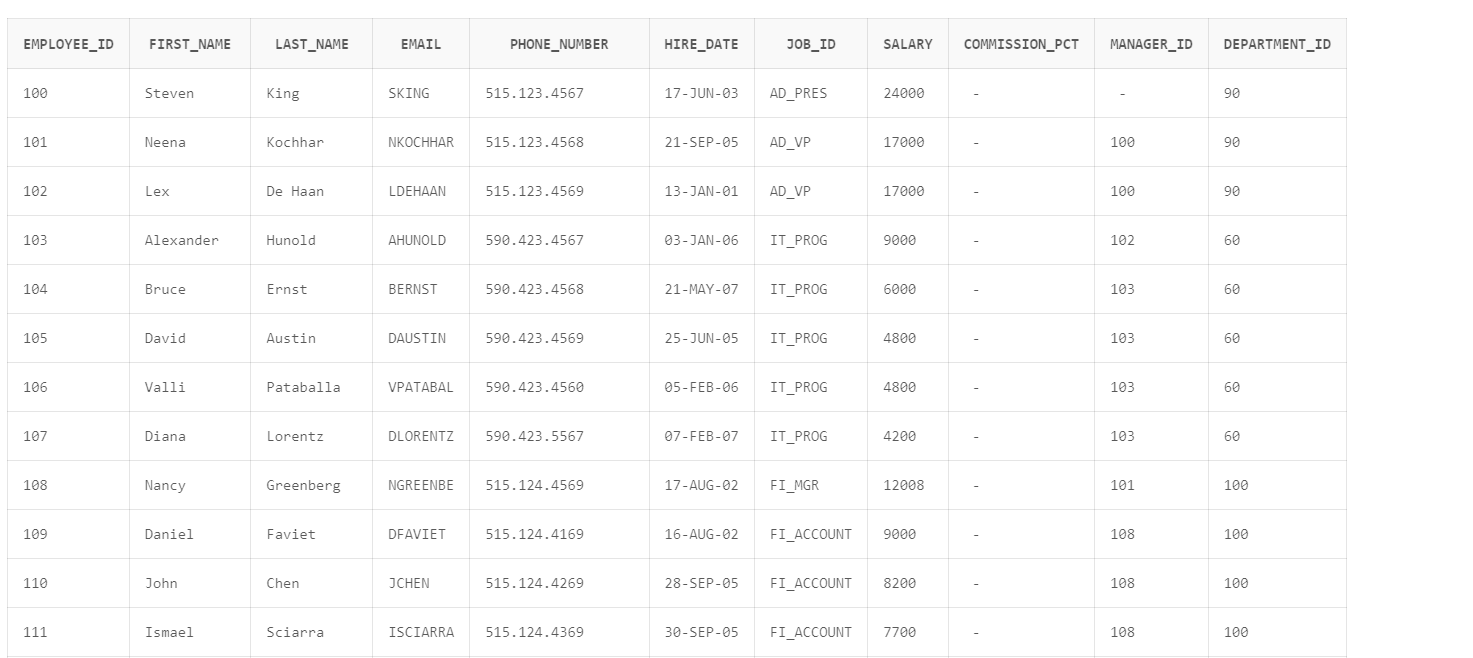 EMPLOYEE_ID FIRST_NAME LAST_NAME EMAIL PHONE_NUMBER HIRE_DATE JOB_ID SALARY COMMISSION_PCT MANAGER_ID DEPARTMENT_ID
100 Steven King SKING 515.123.4567 17-JUN-03 AD_PRES 24000 - - 90
101 Neena Kochhar NKOCHHAR 515.123.4568 21-SEP-05 AD_VP 17000 - 100 90
102 Lex De Haan LDEHAAN 515.123.4569 13-JAN-01 AD_VP 17000 - 100 90
103 Alexander Hunold AHUNOLD 590.423.4567 03-JAN-06 IT_PROG 9000 - 102 60
104 Bruce Ernst BERNST 590.423.4568 21-MAY-07 IT_PROG 6000 - 103 60
105 David Austin DAUSTIN 590.423.4569 25-JUN-05 IT_PROG 4800 - 103 60
106 Valli Pataballa VPATABAL 590.423.4560 05-FEB-06 IT_PROG 4800 - 103 60
107 Diana Lorentz DLORENTZ 590.423.5567 07-FEB-07 IT_PROG 4200 - 103 60
108 Nancy Greenberg NGREENBE 515.124.4569 17-AUG-02 FI_MGR 12008 - 101 100
109 Daniel Faviet DFAVIET 515.124.4169 16-AUG-02 FI_ACCOUNT 9000 - 108 100
110 John Chen JCHEN 515.124.4269 28-SEP-05 FI_ACCOUNT 8200 - 108 100
111 Ismael Sciarra ISCIARRA 515.124.4369 30-SEP-05 FI_ACCOUNT 7700 - 108 100